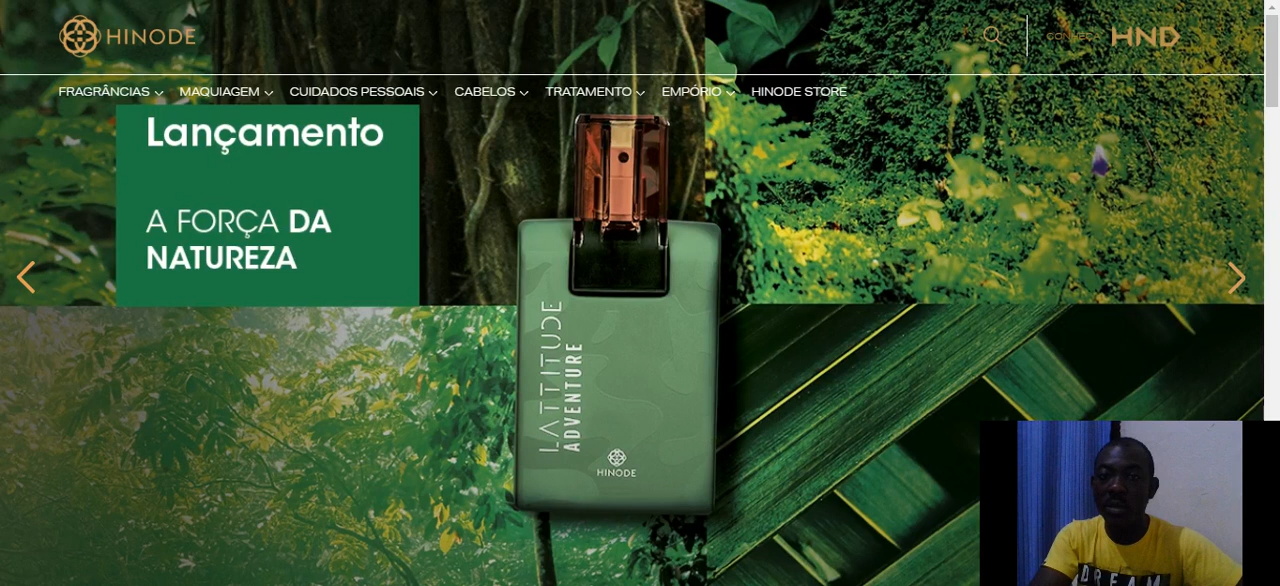 HINODE
CONHEÇA HND
FRAGRÂNCIAS MAQUIAGEM CUIDADOS PESSOAIS CABELOS TRATAMENTO EMPÓRIO HINODE STORE
Lançamento
A FORÇA DA
NATUREZA
LATTITUDE
ADVENTURE
HINODE
DREAM